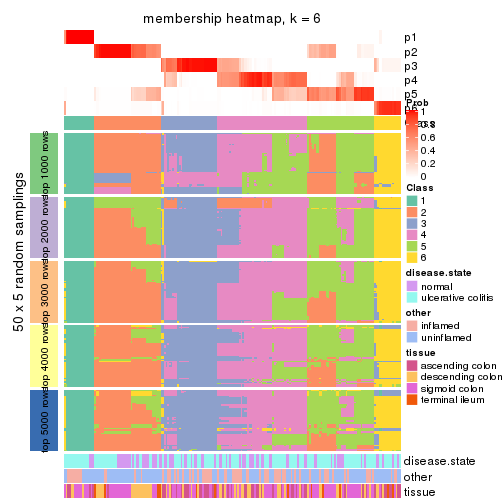 membership heatmap, k = 6
p1
p2
p3
p4
p5
50 x 5 random samplings
top 1000 rows
top 2000 rows
top 3000 rows
top 4000 rows
top 5000 rows
disease.state
other
tissue
Prob
1
0.8
0.6
0.4
0.2
0
Class
1
2
3
4
5
6
disease.state
normal
ulcerative colitis
other
inflamed
uninflamed
tissue
ascending colon
descending colon
sigmoid colon
terminal ileum